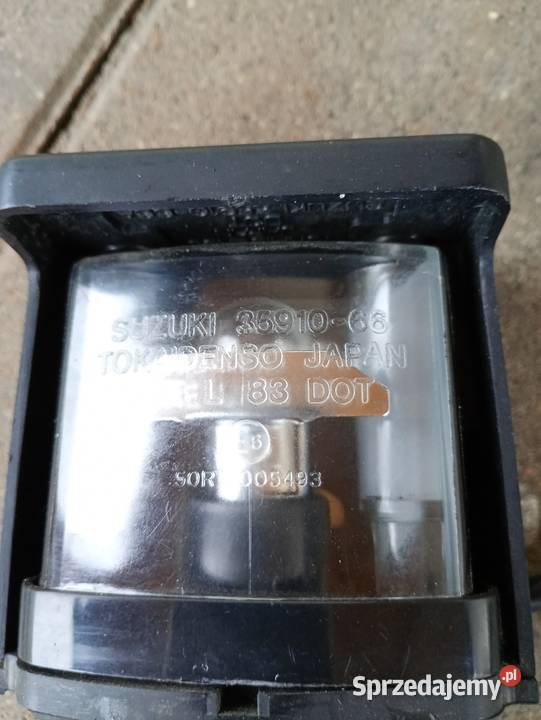 SUZUKI 35910-66
TOKAIDENSO JAPAN
L 83 DOT
50R 005493
Sprzedajemy.pl